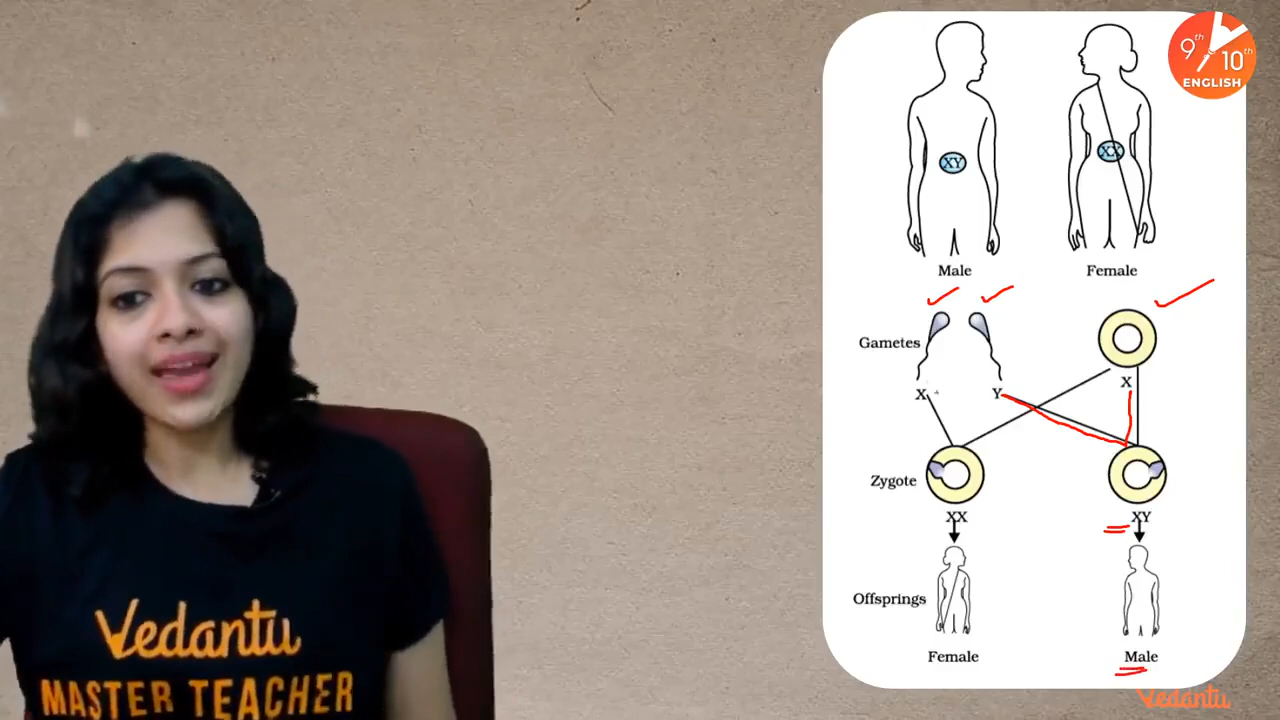 Vedantu
MASTER TEACHER
9th 10th
ENGLISH
XY
XX
Male
Female
Gametes
X
Y
X
Zygote
XX
XY
Offsprings
Female
Male
Vedantu